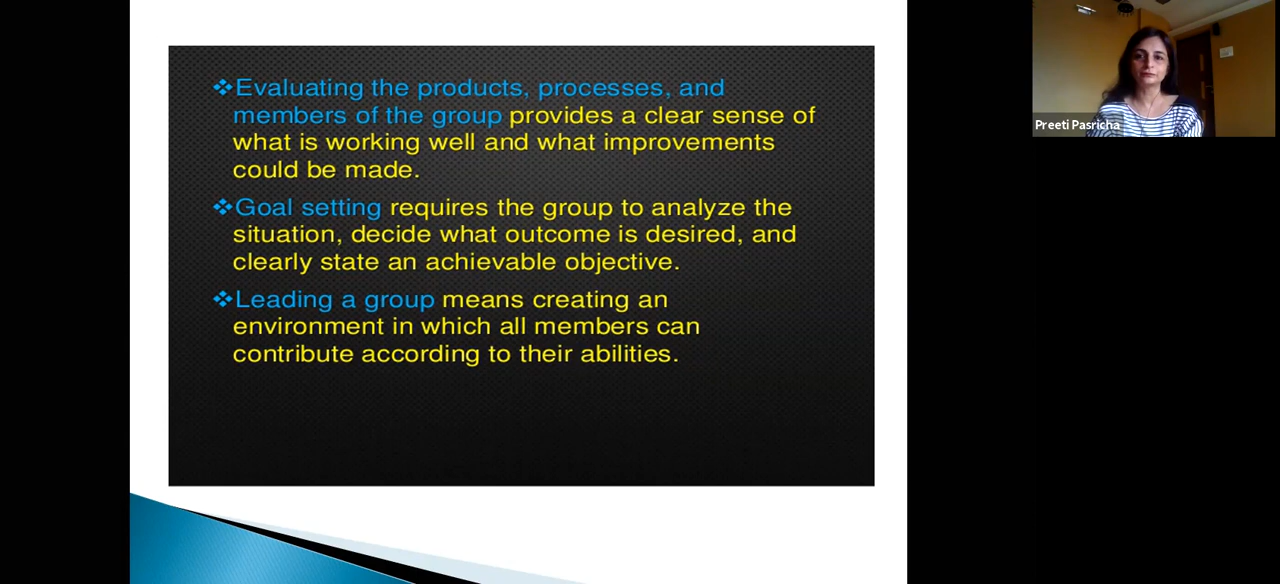 ❖Evaluating the products, processes, and
members of the group provides a clear sense of
what is working well and what improvements
could be made.
❖Goal setting requires the group to analyze the
situation, decide what outcome is desired, and
clearly state an achievable objective.
❖Leading a group means creating an
environment in which all members can
contribute according to their abilities.
Preeti Pasricha